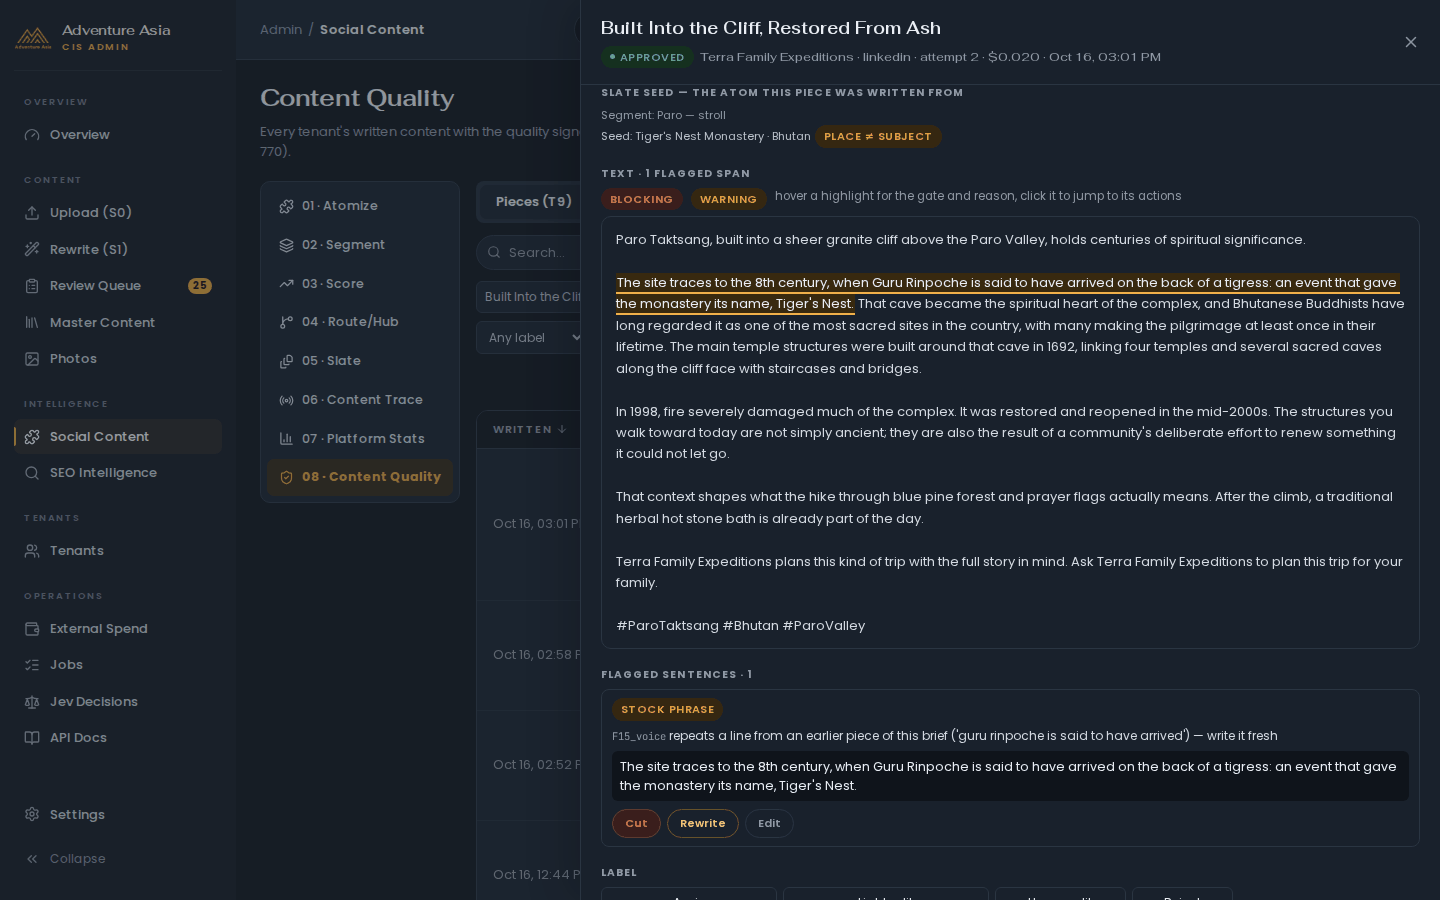 Adventure Asia
CIS ADMIN
OVERVIEW
Overview
CONTENT
Upload (S0)
Rewrite (S1)
Review Queue 25
Master Content
Photos
INTELLIGENCE
Social Content
SEO Intelligence
TENANTS
Tenants
OPERATIONS
External Spend
Jobs
Jev Decisions
API Docs
Settings
Collapse
Admin / Social Content
Content Quality
Every tenant's written content with the quality sign
770).
01 · Atomize
02 · Segment
03 · Score
04 · Route/Hub
05 · Slate
06 · Content Trace
07 · Platform Stats
08 · Content Quality
Pieces (T9)
Search...
Built Into the Clif
Any label
WRITTEN ↓
Oct 16, 03:01 P
Oct 16, 02:58 P
Oct 16, 02:52 P
Oct 16, 12:44 P
Built Into the Cliff, Restored From Ash
APPROVED Terra Family Expeditions · linkedin · attempt 2 · $0.020 · Oct 16, 03:01 PM
SLATE SEED — THE ATOM THIS PIECE WAS WRITTEN FROM
Segment: Paro — stroll
Seed: Tiger's Nest Monastery · Bhutan PLACE ≠ SUBJECT
TEXT · 1 FLAGGED SPAN
BLOCKING WARNING hover a highlight for the gate and reason, click it to jump to its actions
Paro Taktsang, built into a sheer granite cliff above the Paro Valley, holds centuries of spiritual significance.
The site traces to the 8th century, when Guru Rinpoche is said to have arrived on the back of a tigress: an event that gave
the monastery its name, Tiger's Nest. That cave became the spiritual heart of the complex, and Bhutanese Buddhists have
long regarded it as one of the most sacred sites in the country, with many making the pilgrimage at least once in their
lifetime. The main temple structures were built around that cave in 1692, linking four temples and several sacred caves
along the cliff face with staircases and bridges.
In 1998, fire severely damaged much of the complex. It was restored and reopened in the mid-2000s. The structures you
walk toward today are not simply ancient; they are also the result of a community's deliberate effort to renew something
it could not let go.
That context shapes what the hike through blue pine forest and prayer flags actually means. After the climb, a traditional
herbal hot stone bath is already part of the day.
Terra Family Expeditions plans this kind of trip with the full story in mind. Ask Terra Family Expeditions to plan this trip for your
family.
#ParoTaktsang #Bhutan #ParoValley
FLAGGED SENTENCES · 1
STOCK PHRASE
F15_voice repeats a line from an earlier piece of this brief ('guru rinpoche is said to have arrived') — write it fresh
The site traces to the 8th century, when Guru Rinpoche is said to have arrived on the back of a tigress: an event that gave
the monastery its name, Tiger's Nest.
Cut Rewrite Edit
LABEL